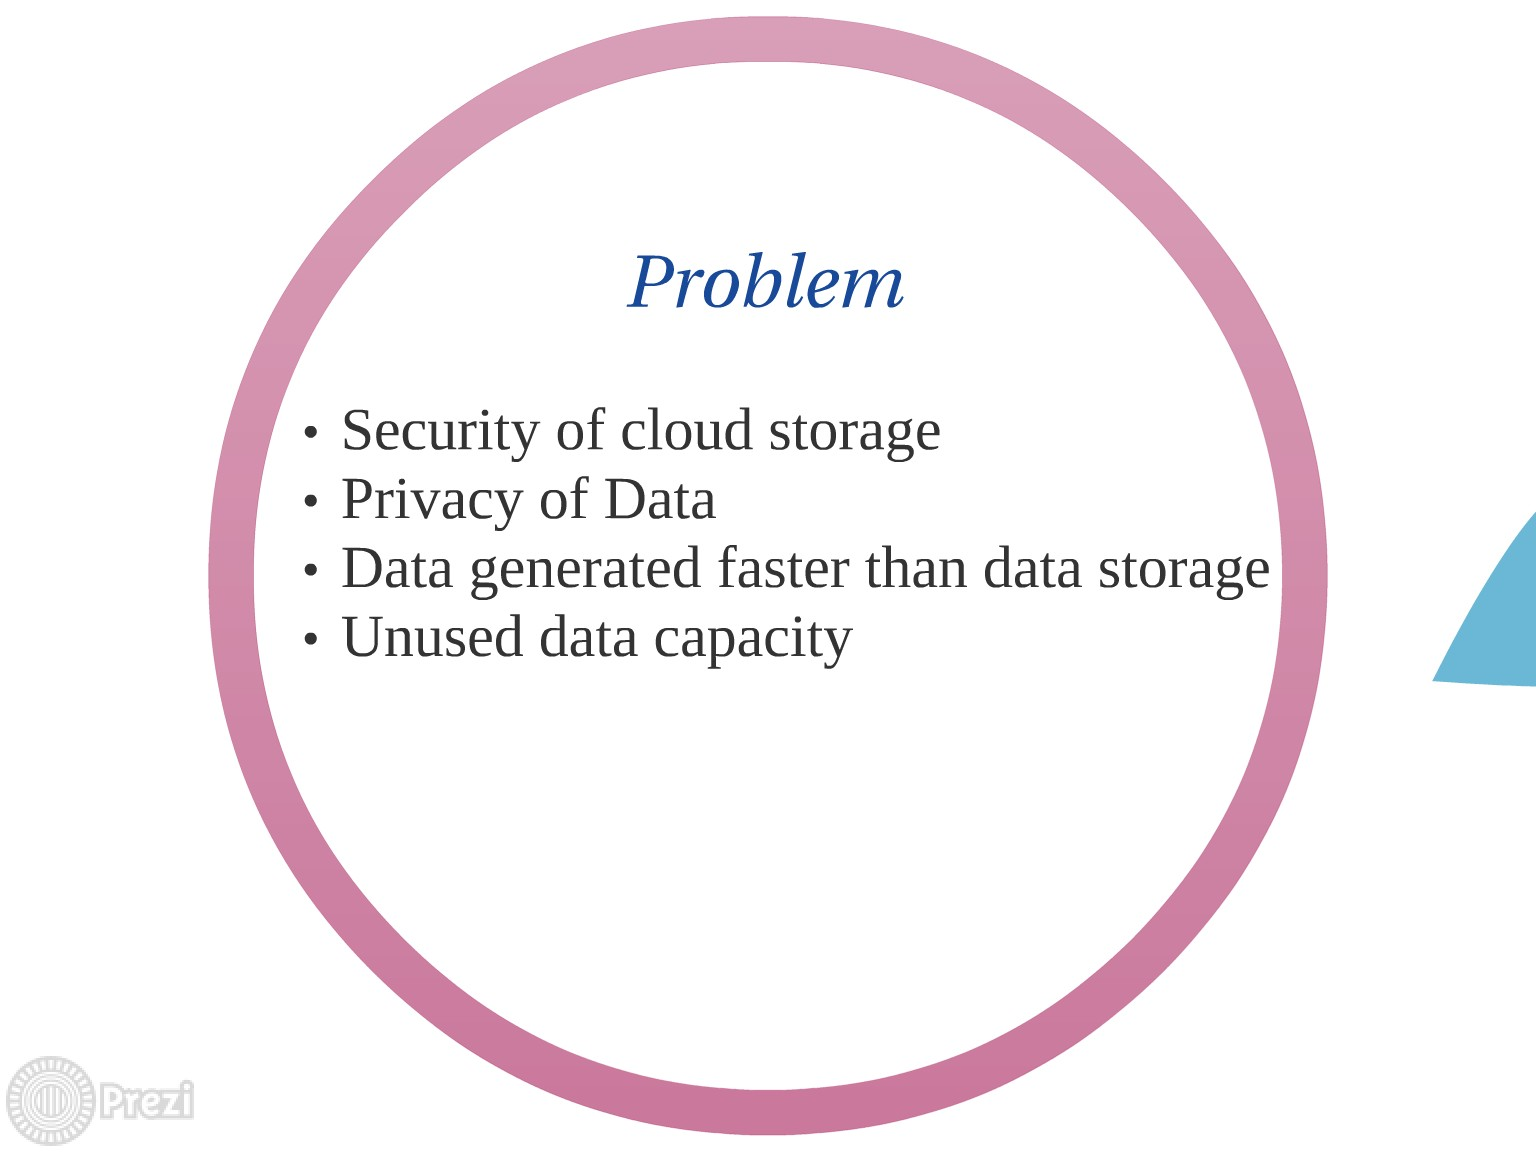 Problem
• Security of cloud storage
• Privacy of Data
• Data generated faster than data storage
• Unused data capacity
Prezi